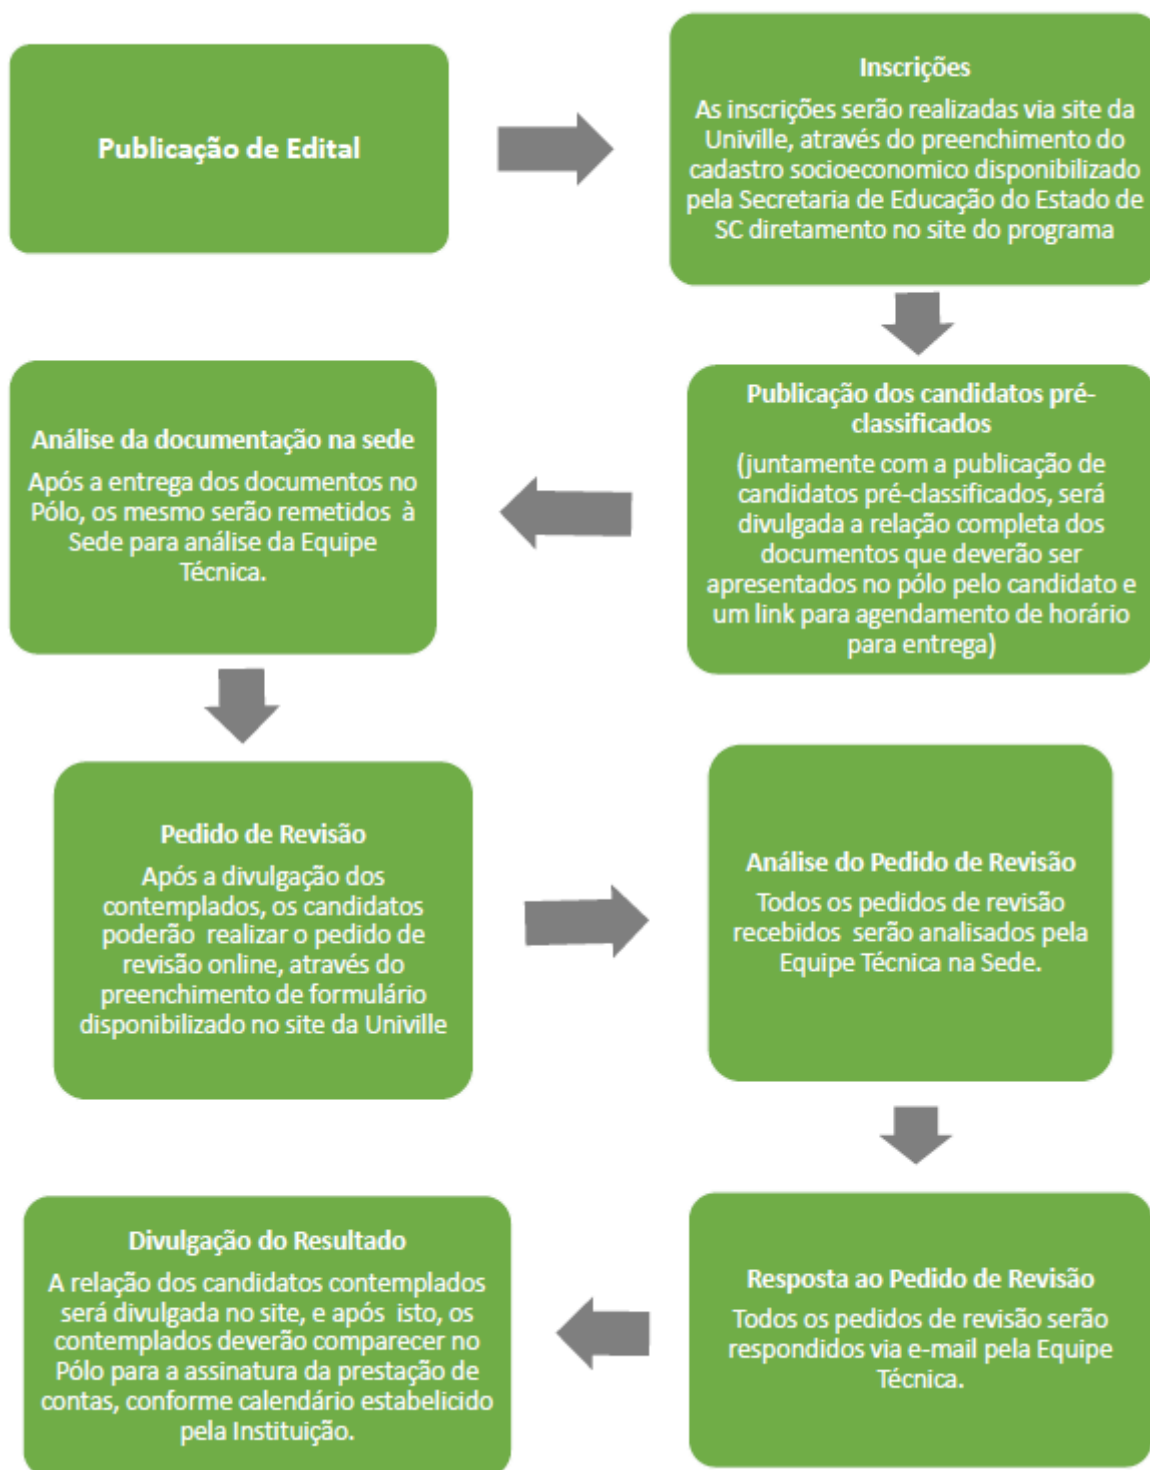 Publicação de Edital
Inscrições
As inscrições serão realizadas via site da
Univille, através do preenchimento do
cadastro socioeconomico disponibilizado
pela Secretaria de Educação do Estado de
SC diretamento no site do programa
Publicação dos candidatos pré-
classificados
(juntamente com a publicação de
candidatos pré-classificados, será
divulgada a relação completa dos
documentos que deverão ser
apresentados no pólo pelo candidato e
um link para agendamento de horário
para entrega)
Análise da documentação na sede
Após a entrega dos documentos no
Pólo, os mesmo serão remetidos à
Sede para análise da Equipe
Técnica.
Pedido de Revisão
Após a divulgação dos
contemplados, os candidatos
poderão realizar o pedido de
revisão online, através do
preenchimento de formulário
disponibilizado no site da Univille
Análise do Pedido de Revisão
Todos os pedidos de revisão
recebidos serão analisados pela
Equipe Técnica na Sede.
Resposta ao Pedido de Revisão
Todos os pedidos de revisão serão
respondidos via e-mail pela Equipe
Técnica.
Divulgação do Resultado
A relação dos candidatos contemplados
será divulgada no site, e após isto, os
contemplados deverão comparecer no
Pólo para a assinatura da prestação de
contas, conforme calendário estabelicido
pela Instituição.